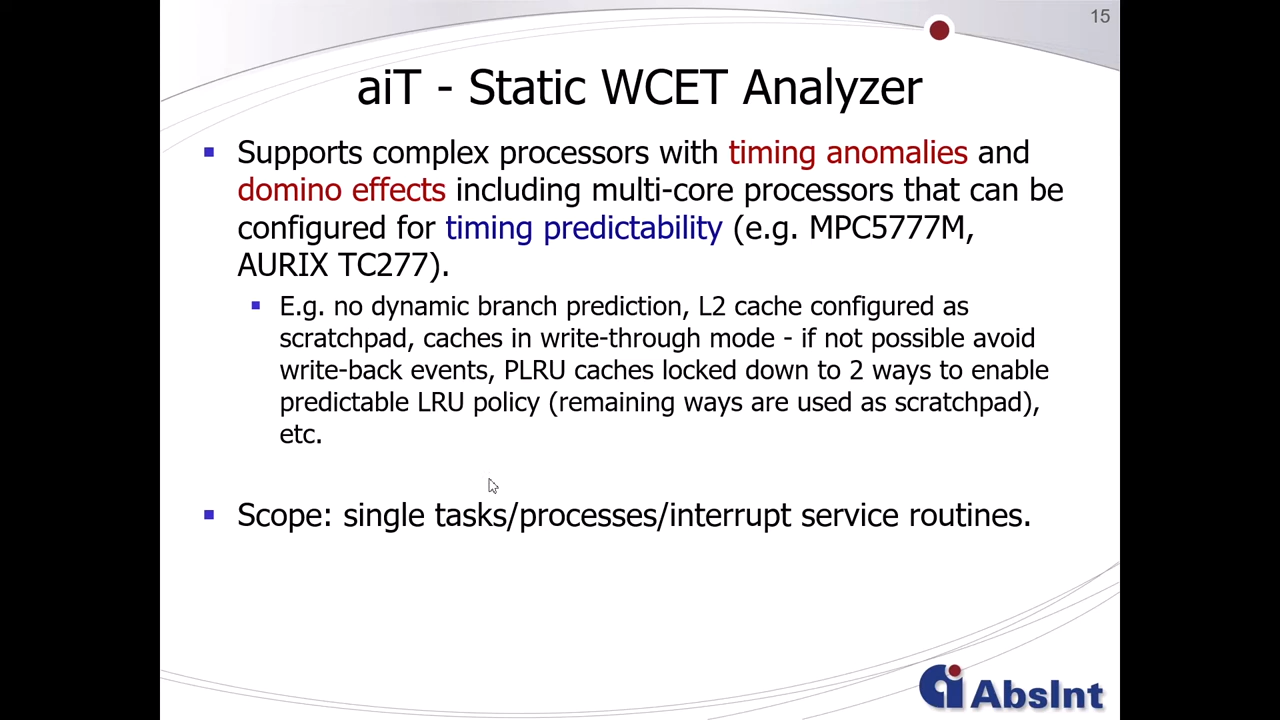 15
aiT - Static WCET Analyzer
Supports complex processors with timing anomalies and
domino effects including multi-core processors that can be
configured for timing predictability (e.g. MPC5777M,
AURIX TC277).
E.g. no dynamic branch prediction, L2 cache configured as
scratchpad, caches in write-through mode - if not possible avoid
write-back events, PLRU caches locked down to 2 ways to enable
predictable LRU policy (remaining ways are used as scratchpad),
etc.
Scope: single tasks/processes/interrupt service routines.
ai AbsInt